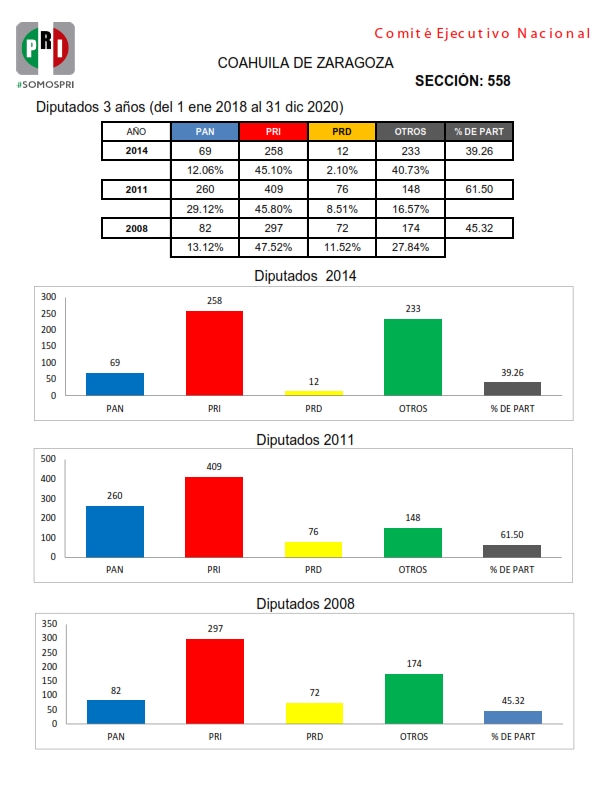 Comité Ejecutivo Nacional
PRI
#SOMOSPRI
COAHUILA DE ZARAGOZA
SECCIÓN: 558
Diputados 3 años (del 1 ene 2018 al 31 dic 2020)
AÑO PAN PRI PRD OTROS % DE PART
2014 69 258 12 233 39.26
12.06% 45.10% 2.10% 40.73%
2011 260 409 76 148 61.50
29.12% 45.80% 8.51% 16.57%
2008 82 297 72 174 45.32
13.12% 47.52% 11.52% 27.84%
Diputados 2014
300
250
200
150
100
50
0
69 258 12 233 39.26
PAN PRI PRD OTROS % DE PART
Diputados 2011
500
400
300
200
100
0
260 409 76 148 61.50
PAN PRI PRD OTROS % DE PART
Diputados 2008
350
300
250
200
150
100
50
0
82 297 72 174 45.32
PAN PRI PRD OTROS % DE PART